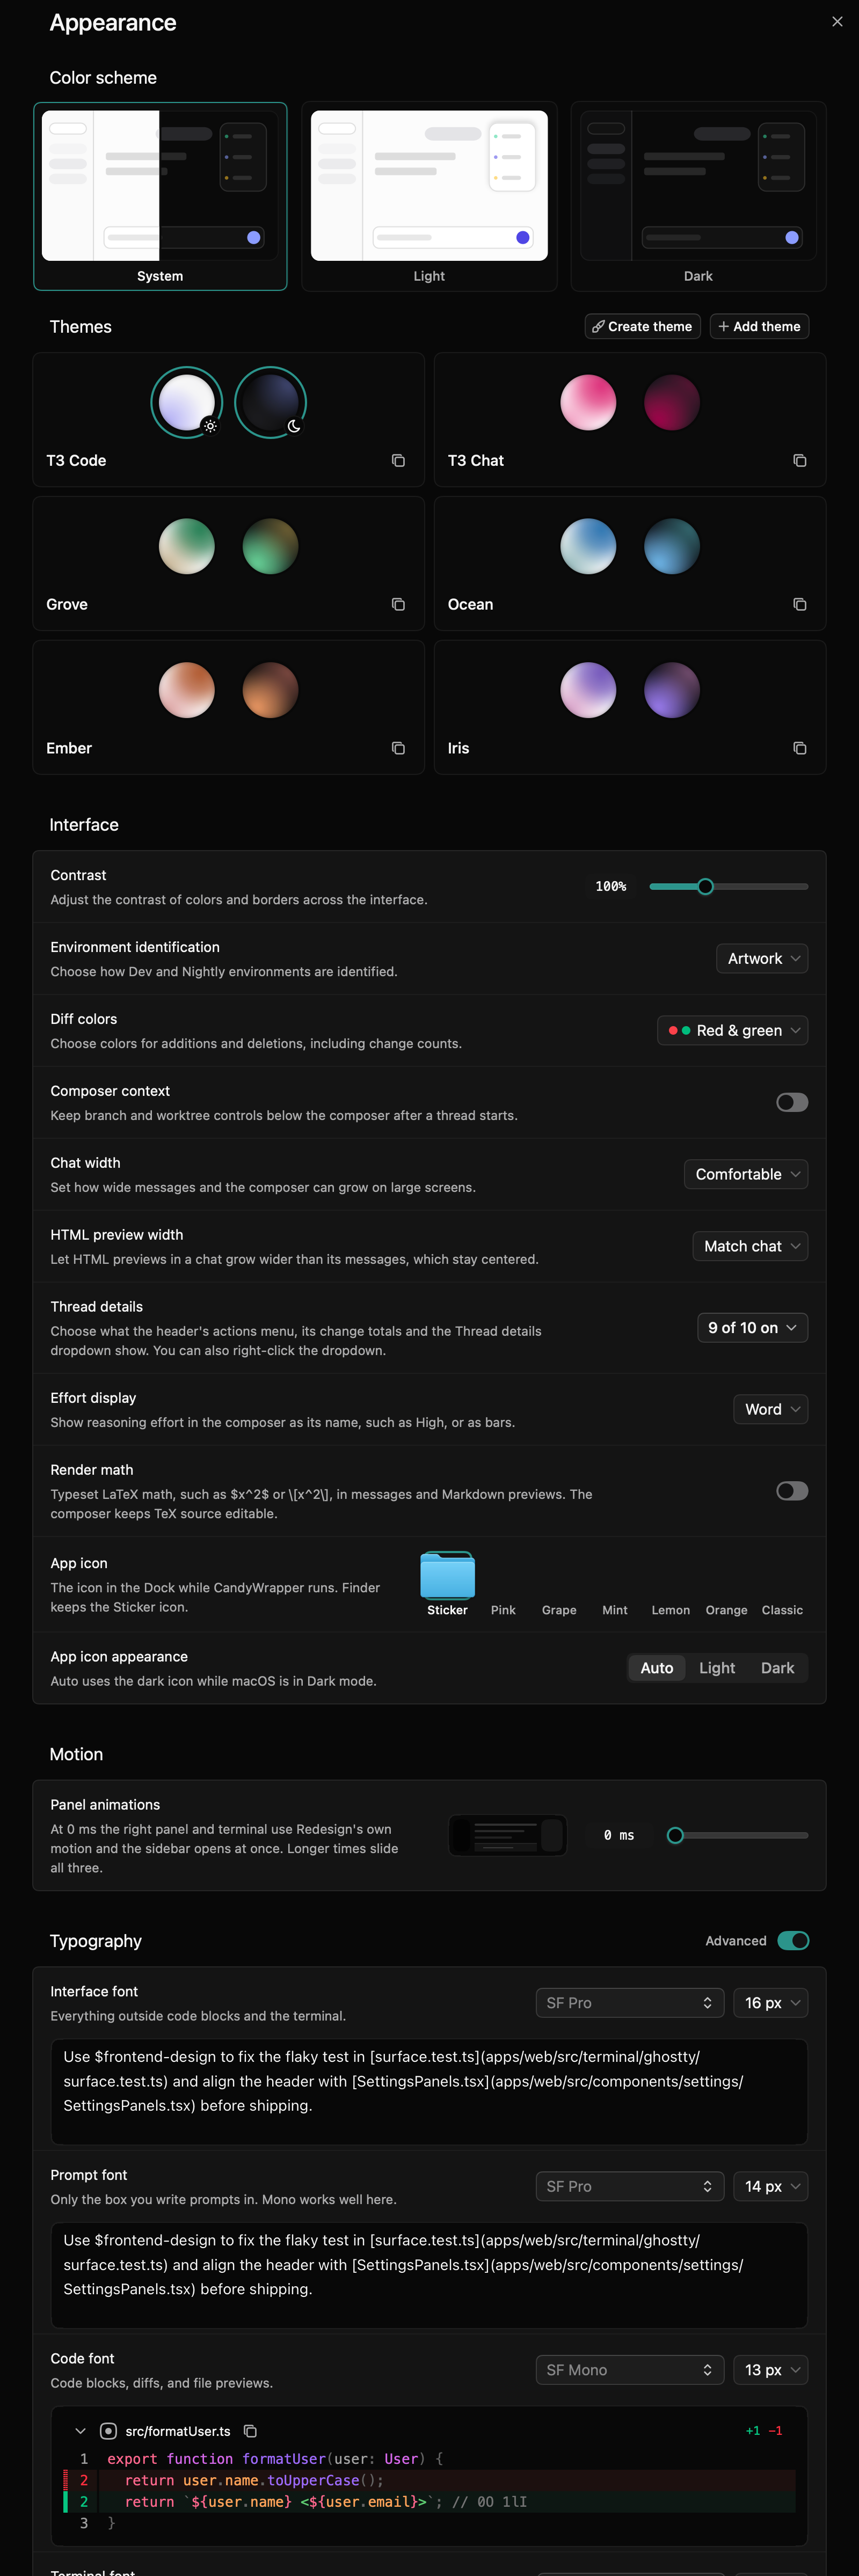 Appearance
Color scheme
System
Light
Dark
Themes
Create theme
Add theme
T3 Code
T3 Chat
Grove
Ocean
Ember
Iris
Interface
Contrast
100%
Adjust the contrast of colors and borders across the interface.
Environment identification
Artwork
Choose how Dev and Nightly environments are identified.
Diff colors
Red & green
Choose colors for additions and deletions, including change counts.
Composer context
Keep branch and worktree controls below the composer after a thread starts.
Chat width
Comfortable
Set how wide messages and the composer can grow on large screens.
HTML preview width
Match chat
Let HTML previews in a chat grow wider than its messages, which stay centered.
Thread details
9 of 10 on
Choose what the header's actions menu, its change totals and the Thread details
dropdown show. You can also right-click the dropdown.
Effort display
Word
Show reasoning effort in the composer as its name, such as High, or as bars.
Render math
Typeset LaTeX math, such as $x^2$ or \[x^2\], in messages and Markdown previews. The
composer keeps TeX source editable.
App icon
The icon in the Dock while CandyWrapper runs. Finder
keeps the Sticker icon.
Sticker
Pink
Grape
Mint
Lemon
Orange
Classic
App icon appearance
Auto uses the dark icon while macOS is in Dark mode.
Auto
Light
Dark
Motion
Panel animations
At 0 ms the right panel and terminal use Redesign's own
motion and the sidebar opens at once. Longer times slide
all three.
0 ms
Typography
Advanced
Interface font
Everything outside code blocks and the terminal.
SF Pro
16 px
Use $frontend-design to fix the flaky test in [surface.test.ts](apps/web/src/terminal/ghostty/
surface.test.ts) and align the header with [SettingsPanels.tsx](apps/web/src/components/settings/
SettingsPanels.tsx) before shipping.
Prompt font
Only the box you write prompts in. Mono works well here.
SF Pro
14 px
Use $frontend-design to fix the flaky test in [surface.test.ts](apps/web/src/terminal/ghostty/
surface.test.ts) and align the header with [SettingsPanels.tsx](apps/web/src/components/settings/
SettingsPanels.tsx) before shipping.
Code font
Code blocks, diffs, and file previews.
SF Mono
13 px
src/formatUser.ts
+1 −1
1 export function formatUser(user: User) {
2   return user.name.toUpperCase();
2   return `${user.name} <${user.email}>`; // 0O 1lI
3 }
Terminal font